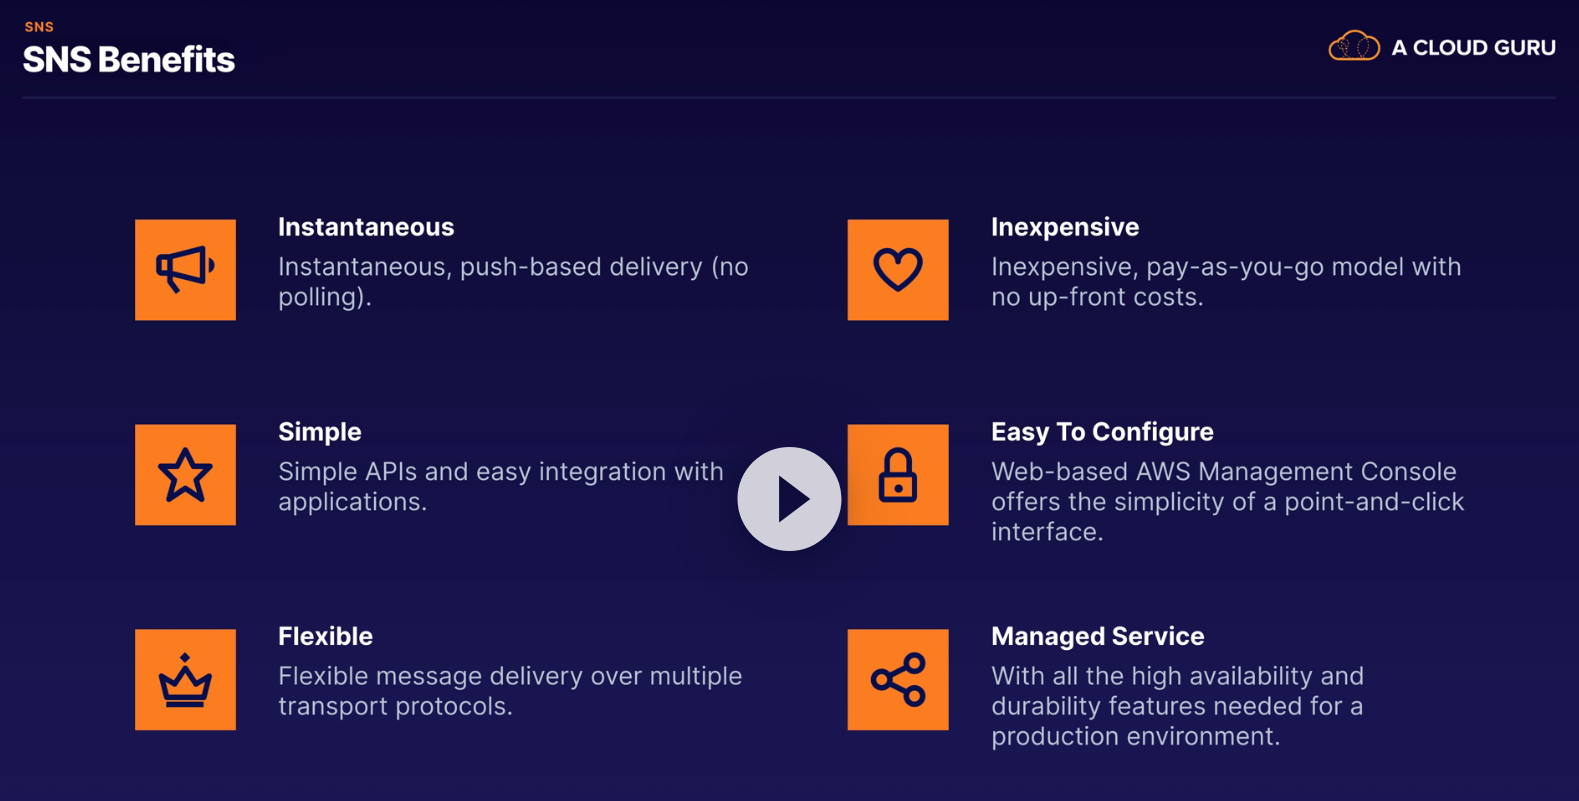 SNS
SNS Benefits
A CLOUD GURU
Instantaneous
Instantaneous, push-based delivery (no
polling).
Inexpensive
Inexpensive, pay-as-you-go model with
no up-front costs.
Simple
Simple APIs and easy integration with
applications.
Easy To Configure
Web-based AWS Management Console
offers the simplicity of a point-and-click
interface.
Flexible
Flexible message delivery over multiple
transport protocols.
Managed Service
With all the high availability and
durability features needed for a
production environment.